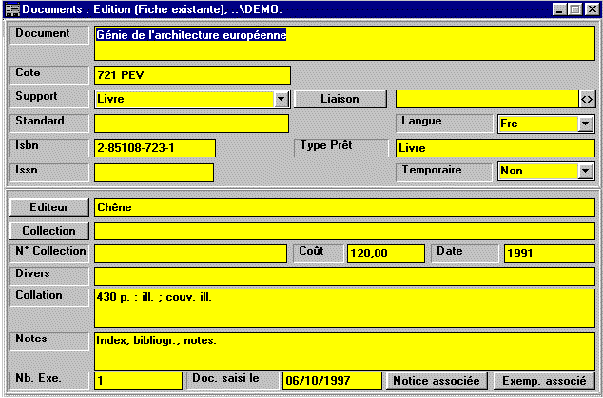 Documents . Edition (Fiche existante), ..\DEMO.
Document Génie de l'architecture européenne
Cote 721 PEV
Support Livre Liaison <>
Standard Langue Frc
Isbn 2-85108-723-1 Type Prêt Livre
Issn Temporaire Non
Editeur Chêne
Collection
N° Collection Coût 120,00 Date 1991
Divers
Collation 430 p. : ill. ; couv. ill.
Notes Index, bibliogr., notes.
Nb. Exe. 1 Doc. saisi le 06/10/1997 Notice associée Exemp. associé